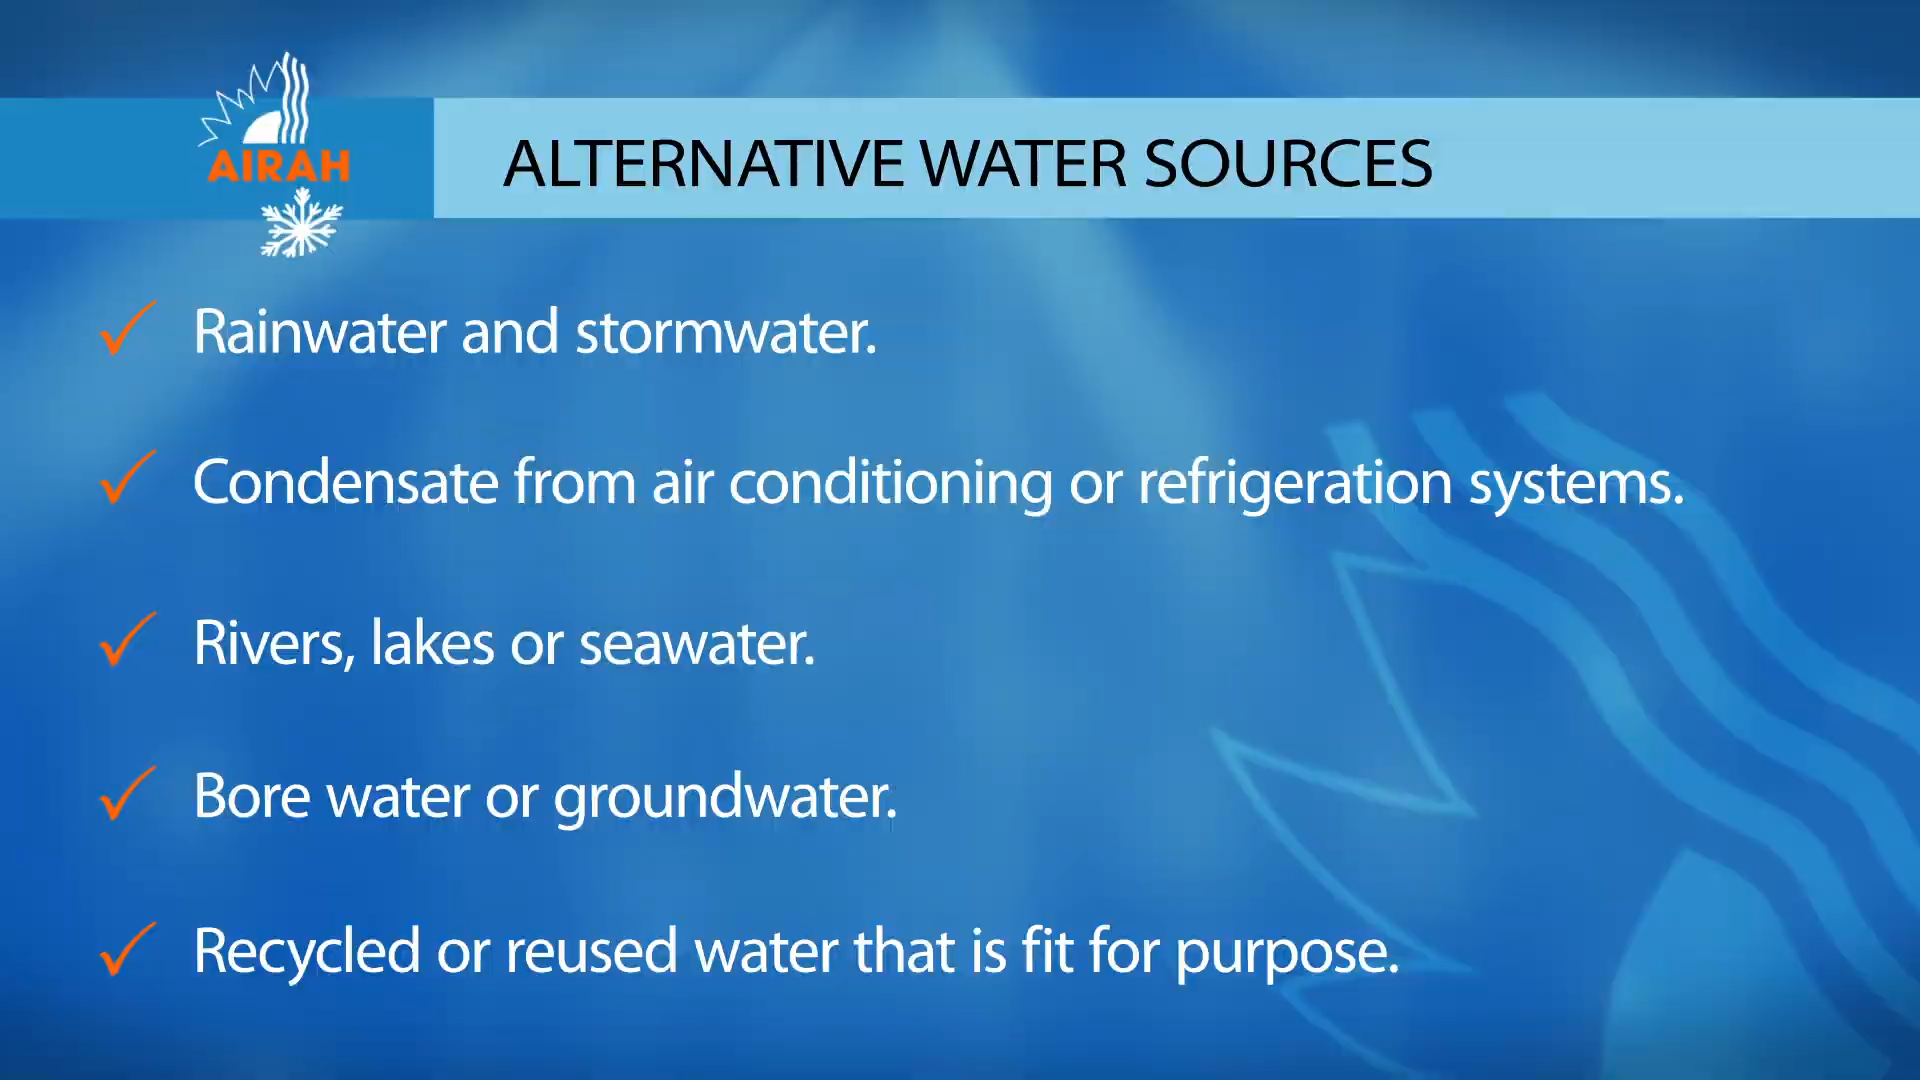 AIRAH
ALTERNATIVE WATER SOURCES
Rainwater and stormwater.
Condensate from air conditioning or refrigeration systems.
Rivers, lakes or seawater.
Bore water or groundwater.
Recycled or reused water that is fit for purpose.